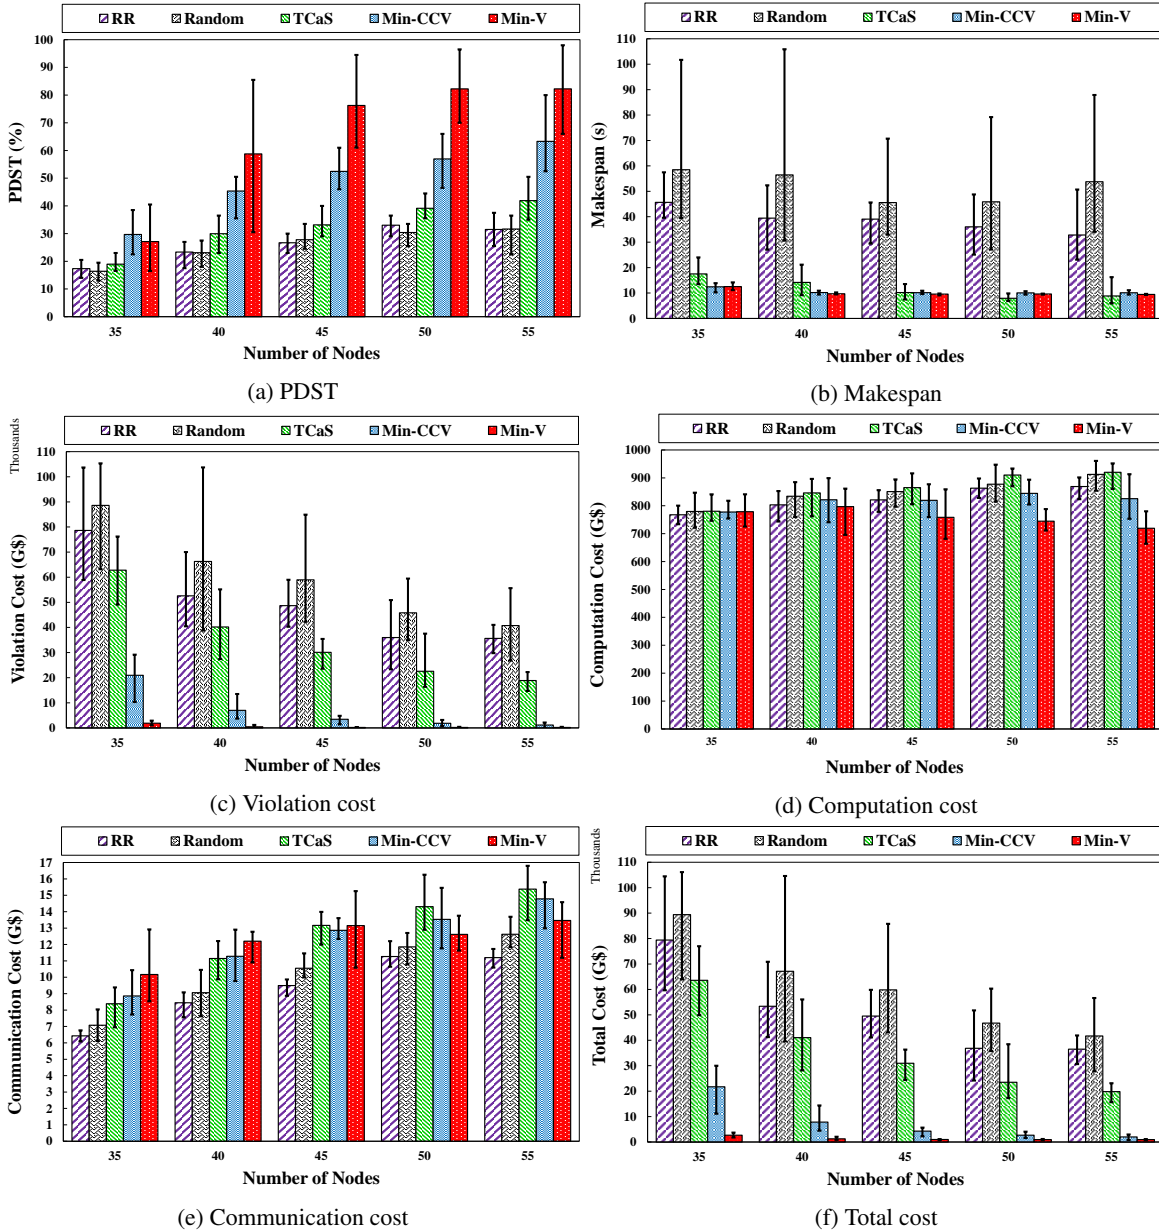 RR Random TCaS Min-CCV Min-V
100
90
80
70
60
50
40
30
20
10
0
PDST (%)
35 40 45 50 55
Number of Nodes
(a) PDST
RR Random TCaS Min-CCV Min-V
110
100
90
80
70
60
50
40
30
20
10
0
Makespan (s)
35 40 45 50 55
Number of Nodes
(b) Makespan
Thousands
RR Random TCaS Min-CCV Min-V
110
100
90
80
70
60
50
40
30
20
10
0
Violation Cost (G$)
35 40 45 50 55
Number of Nodes
(c) Violation cost
RR Random TCaS Min-CCV Min-V
1000
900
800
700
600
500
400
300
200
100
0
Computation Cost (G$)
35 40 45 50 55
Number of Nodes
(d) Computation cost
RR Random TCaS Min-CCV Min-V
17
16
15
14
13
12
11
10
9
8
7
6
5
4
3
2
1
0
Communication Cost (G$)
35 40 45 50 55
Number of Nodes
(e) Communication cost
Thousands
RR Random TCaS Min-CCV Min-V
110
100
90
80
70
60
50
40
30
20
10
0
Total Cost (G$)
35 40 45 50 55
Number of Nodes
(f) Total cost